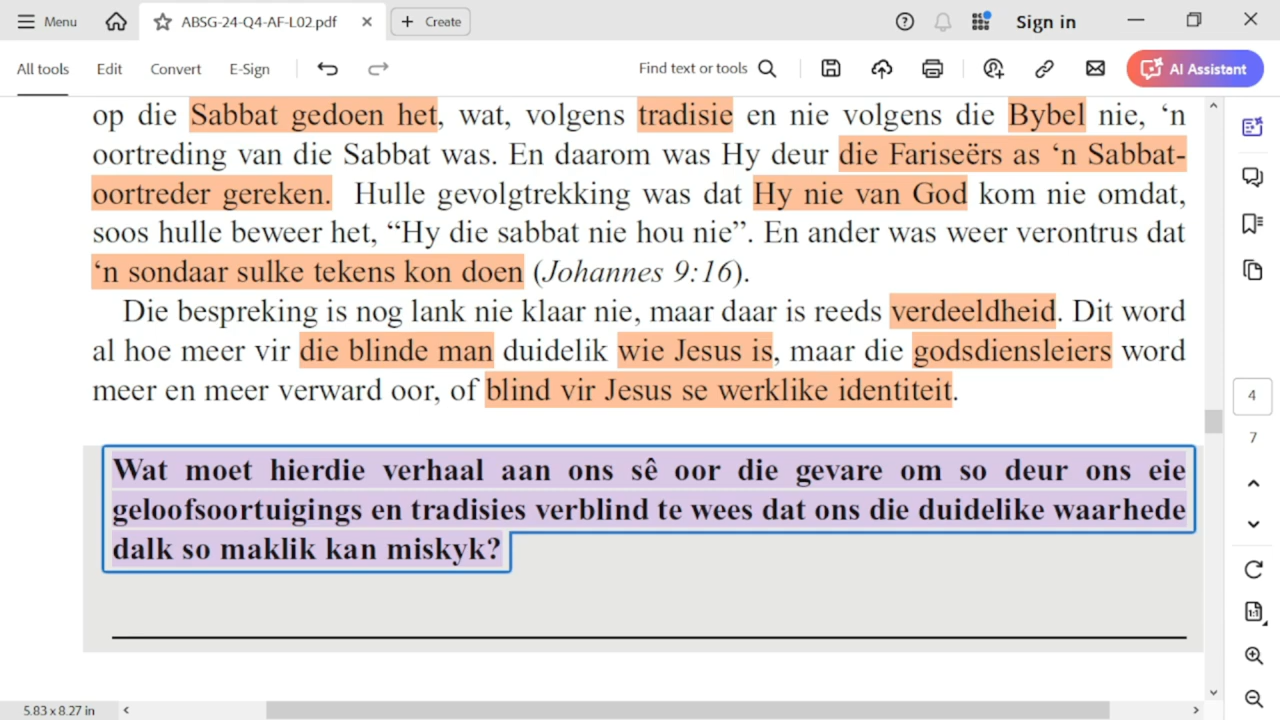 Menu
ABSG-24-Q4-AF-L02.pdf
Create
Sign in
All tools
Edit
Convert
E-Sign
Find text or tools
AI Assistant
op die Sabbat gedoen het, wat, volgens tradisie en nie volgens die Bybel nie, ‘n
oortreding van die Sabbat was. En daarom was Hy deur die Fariseërs as ‘n Sabbat-
oortreder gereken. Hulle gevolgtrekking was dat Hy nie van God kom nie omdat,
soos hulle beweer het, “Hy die sabbat nie hou nie”. En ander was weer verontrus dat
‘n sondaar sulke tekens kon doen (Johannes 9:16).
Die bespreking is nog lank nie klaar nie, maar daar is reeds verdeeldheid. Dit word
al hoe meer vir die blinde man duidelik wie Jesus is, maar die godsdiensleiers word
meer en meer verward oor, of blind vir Jesus se werklike identiteit.
Wat moet hierdie verhaal aan ons sê oor die gevare om so deur ons eie
geloofsoortuigings en tradisies verblind te wees dat ons die duidelike waarhede
dalk so maklik kan miskyk?
4
7
1:1
5.83 x 8.27 in